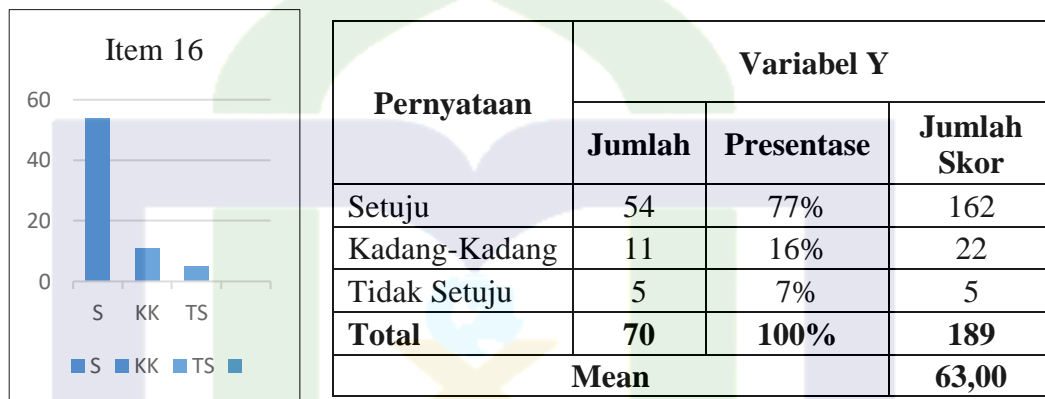 Item 16
60
40
20
0
S KK TS
S KK TS
Pernyataan Variabel Y
Jumlah Presentase Jumlah Skor
Setuju 54 77% 162
Kadang-Kadang 11 16% 22
Tidak Setuju 5 7% 5
Total 70 100% 189
Mean 63,00